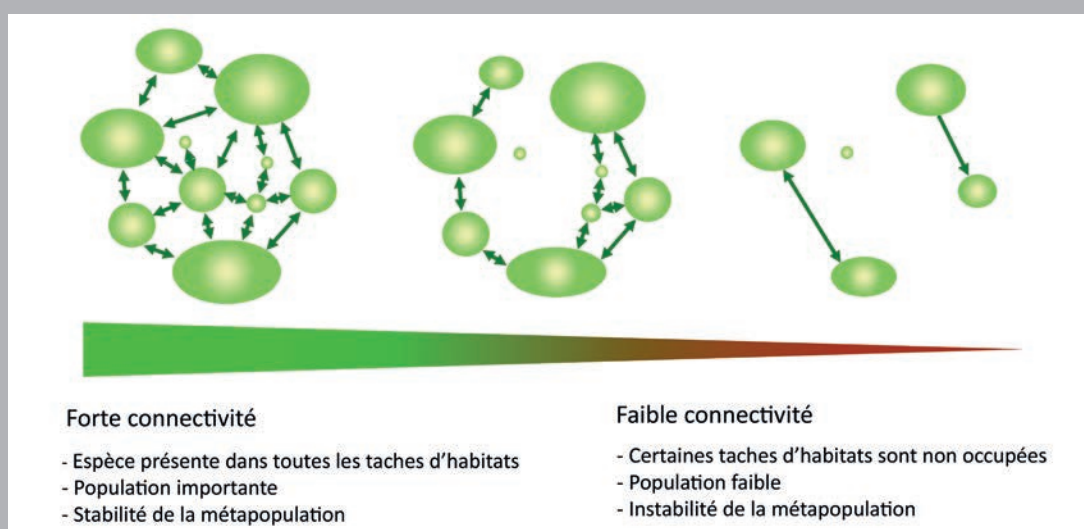 Forte connectivité
- Espèce présente dans toutes les taches d'habitats
- Population importante
- Stabilité de la métapopulation
Faible connectivité
- Certaines taches d'habitats sont non occupées
- Population faible
- Instabilité de la métapopulation